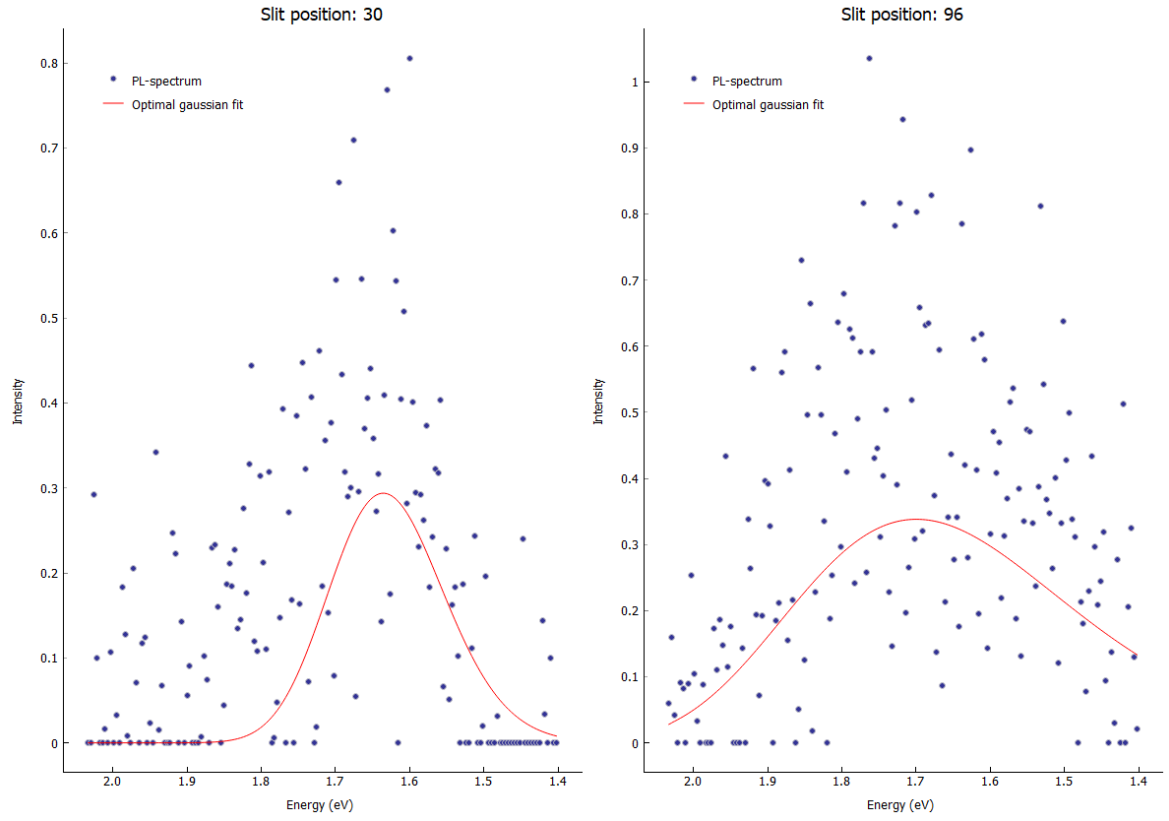 Slit position: 30
PL-spectrum
Optimal gaussian fit
0.8
0.7
0.6
0.5
0.4
0.3
0.2
0.1
0
Intensity
2.0 1.9 1.8 1.7 1.6 1.5 1.4
Energy (eV)
Slit position: 96
PL-spectrum
Optimal gaussian fit
1
0.9
0.8
0.7
0.6
0.5
0.4
0.3
0.2
0.1
0
Intensity
2.0 1.9 1.8 1.7 1.6 1.5 1.4
Energy (eV)